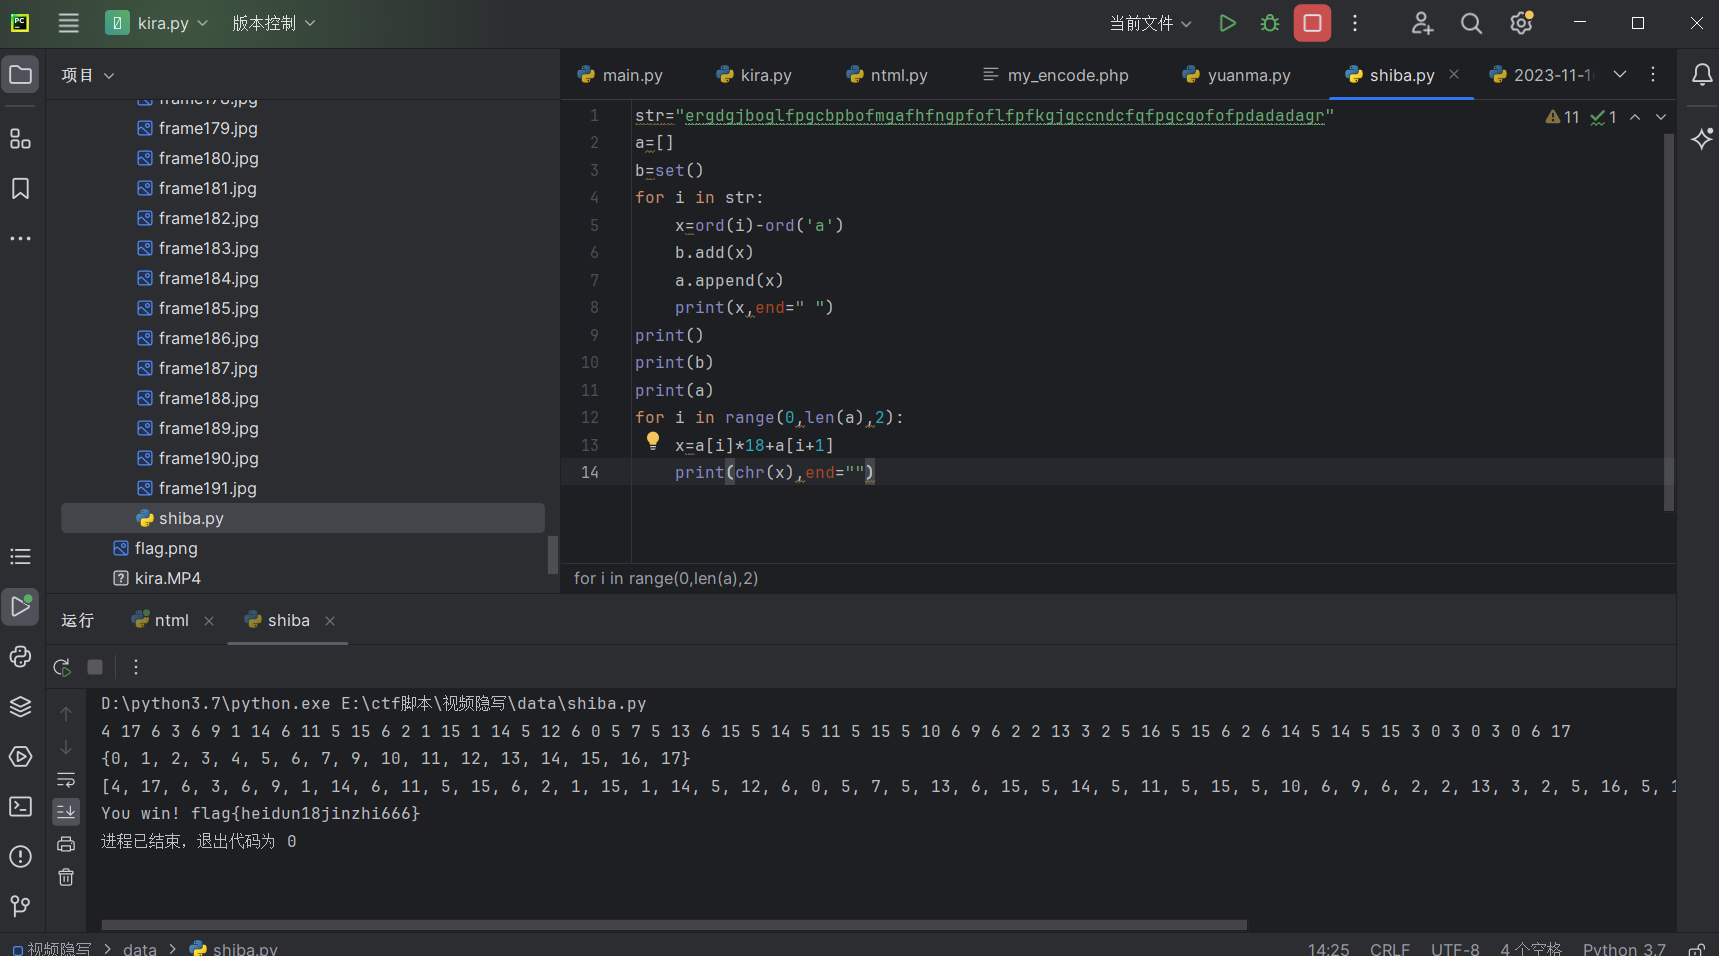 kira.py
版本控制
当前文件
项目
main.py
kira.py
ntml.py
my_encode.php
yuanma.py
shiba.py
2023-11-1
frame178.jpg
frame179.jpg
frame180.jpg
frame181.jpg
frame182.jpg
frame183.jpg
frame184.jpg
frame185.jpg
frame186.jpg
frame187.jpg
frame188.jpg
frame189.jpg
frame190.jpg
frame191.jpg
shiba.py
flag.png
kira.MP4
11
1
1 str="ergdgjboglfpgcbpbofmgafhfngpfoflfpfkgjgccndcfqfpgcgofofpdadadagr"
2 a=[]
3 b=set()
4 for i in str:
5 x=ord(i)-ord('a')
6 b.add(x)
7 a.append(x)
8 print(x,end=" ")
9 print()
10 print(b)
11 print(a)
12 for i in range(0,len(a),2):
13 x=a[i]*18+a[i+1]
14 print(chr(x),end="")
for i in range(0,len(a),2)
运行
ntml
shiba
D:\python3.7\python.exe E:\ctf脚本\视频隐写\data\shiba.py
4 17 6 3 6 9 1 14 6 11 5 15 6 2 1 15 1 14 5 12 6 0 5 7 5 13 6 15 5 14 5 11 5 15 5 10 6 9 6 2 2 13 3 2 5 16 5 15 6 2 6 14 5 14 5 15 3 0 3 0 3 0 6 17
{0, 1, 2, 3, 4, 5, 6, 7, 9, 10, 11, 12, 13, 14, 15, 16, 17}
[4, 17, 6, 3, 6, 9, 1, 14, 6, 11, 5, 15, 6, 2, 1, 15, 1, 14, 5, 12, 6, 0, 5, 7, 5, 13, 6, 15, 5, 14, 5, 11, 5, 15, 5, 10, 6, 9, 6, 2, 2, 13, 3, 2, 5, 16, 5, 1
You win! flag{heidun18jinzhi666}
进程已结束，退出代码为 0
视频隐写 data shiba.py
14:25 CRLF UTF-8 4 个空格 Python 3.7